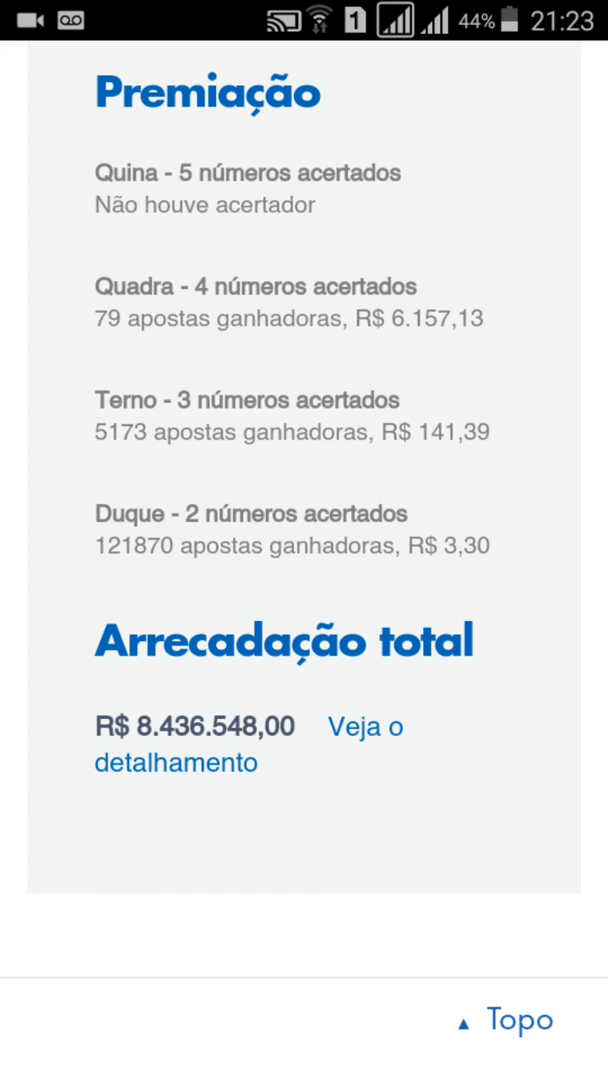 1 44% 21:23
Premiação
Quina - 5 números acertados
Não houve acertador
Quadra - 4 números acertados
79 apostas ganhadoras, R$ 6.157,13
Terno - 3 números acertados
5173 apostas ganhadoras, R$ 141,39
Duque - 2 números acertados
121870 apostas ganhadoras, R$ 3,30
Arrecadação total
R$ 8.436.548,00 Veja o
detalhamento
▲ Topo